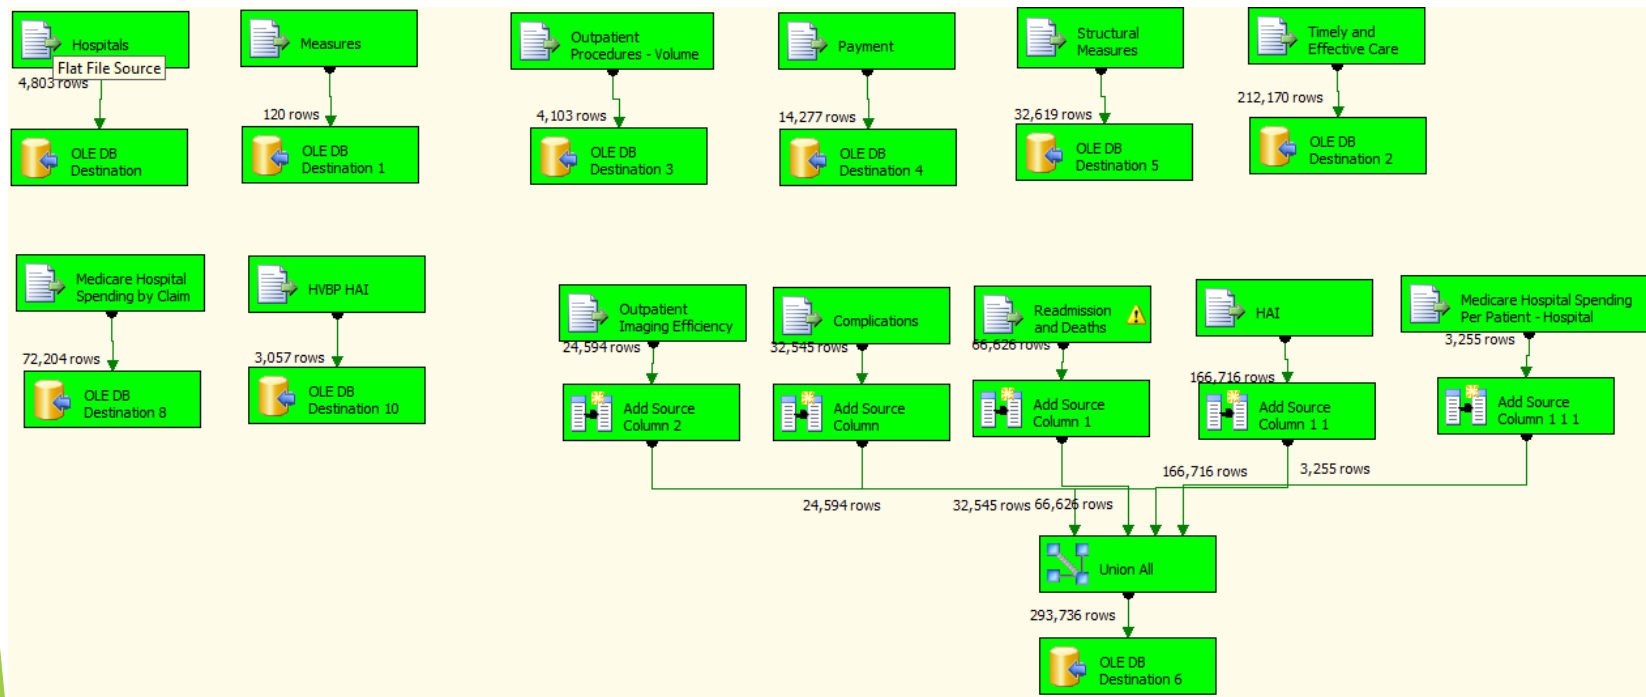 Hospitals
Flat File Source
4,803 rows
OLE DB
Destination
Measures
120 rows
OLE DB
Destination 1
Outpatient
Procedures - Volume
4,103 rows
OLE DB
Destination 3
Payment
14,277 rows
OLE DB
Destination 4
Structural
Measures
32,619 rows
OLE DB
Destination 5
Timely and
Effective Care
212,170 rows
OLE DB
Destination 2
Medicare Hospital
Spending by Claim
72,204 rows
OLE DB
Destination 8
HVBP HAI
3,057 rows
OLE DB
Destination 10
Outpatient
Imaging Efficiency
24,594 rows
Add Source
Column 2
Complications
32,545 rows
Add Source
Column
Readmission
and Deaths
66,626 rows
Add Source
Column 1
HAI
166,716 rows
Add Source
Column 1 1
Medicare Hospital Spending
Per Patient - Hospital
3,255 rows
Add Source
Column 1 1 1
24,594 rows
32,545 rows
66,626 rows
166,716 rows
3,255 rows
Union All
293,736 rows
OLE DB
Destination 6